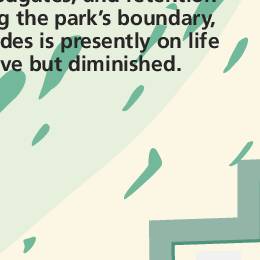 g the park's boundary,
des is presently on life
ve but diminished.